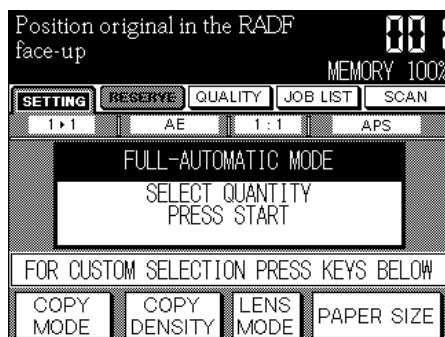 Position original in the RADF
face-up
001
MEMORY 100%
SETTING RESERVE QUALITY JOB LIST SCAN
1▸1 AE 1:1 APS
FULL-AUTOMATIC MODE
SELECT QUANTITY
PRESS START
FOR CUSTOM SELECTION PRESS KEYS BELOW
COPY MODE COPY DENSITY LENS MODE PAPER SIZE